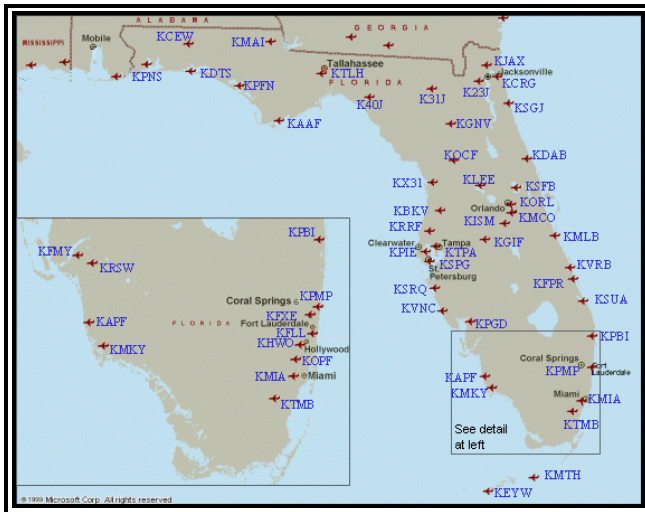 ALABAMA
GEORGIA
MISSISSIPPI
Mobile
KCEW
KMAI
KPNS
KDTS
KPFN
Tallahassee
KTLH
FLORIDA
KAAF
K40J
K31J
KJAX
Jacksonville
K23J
KCRG
KSGJ
KGNV
KOCF
KDAB
KX31
KLEE
KSFB
KORL
Orlando
KMCO
KBKV
KISM
KRRF
Clearwater
Tampa
KTPA
KPIE
KSPG
St.
Petersburg
KGIF
KMLB
KVRB
KFPR
KSUA
KSRQ
KVNC
KPGD
KPBI
Coral Springs
KPMP
Fort
Lauderdale
KAPF
KMKY
Miami
KMIA
KTMB
See detail
at left
KMTH
KEYW
KPBI
KFMY
KRSW
Coral Springs
KPMP
KFXE
FLORIDA
Fort Lauderdale
KFLL
KHWO
Hollywood
KOPF
KAPF
KMKY
KMIA
Miami
KTMB
© 1999 Microsoft Corp. All rights reserved.